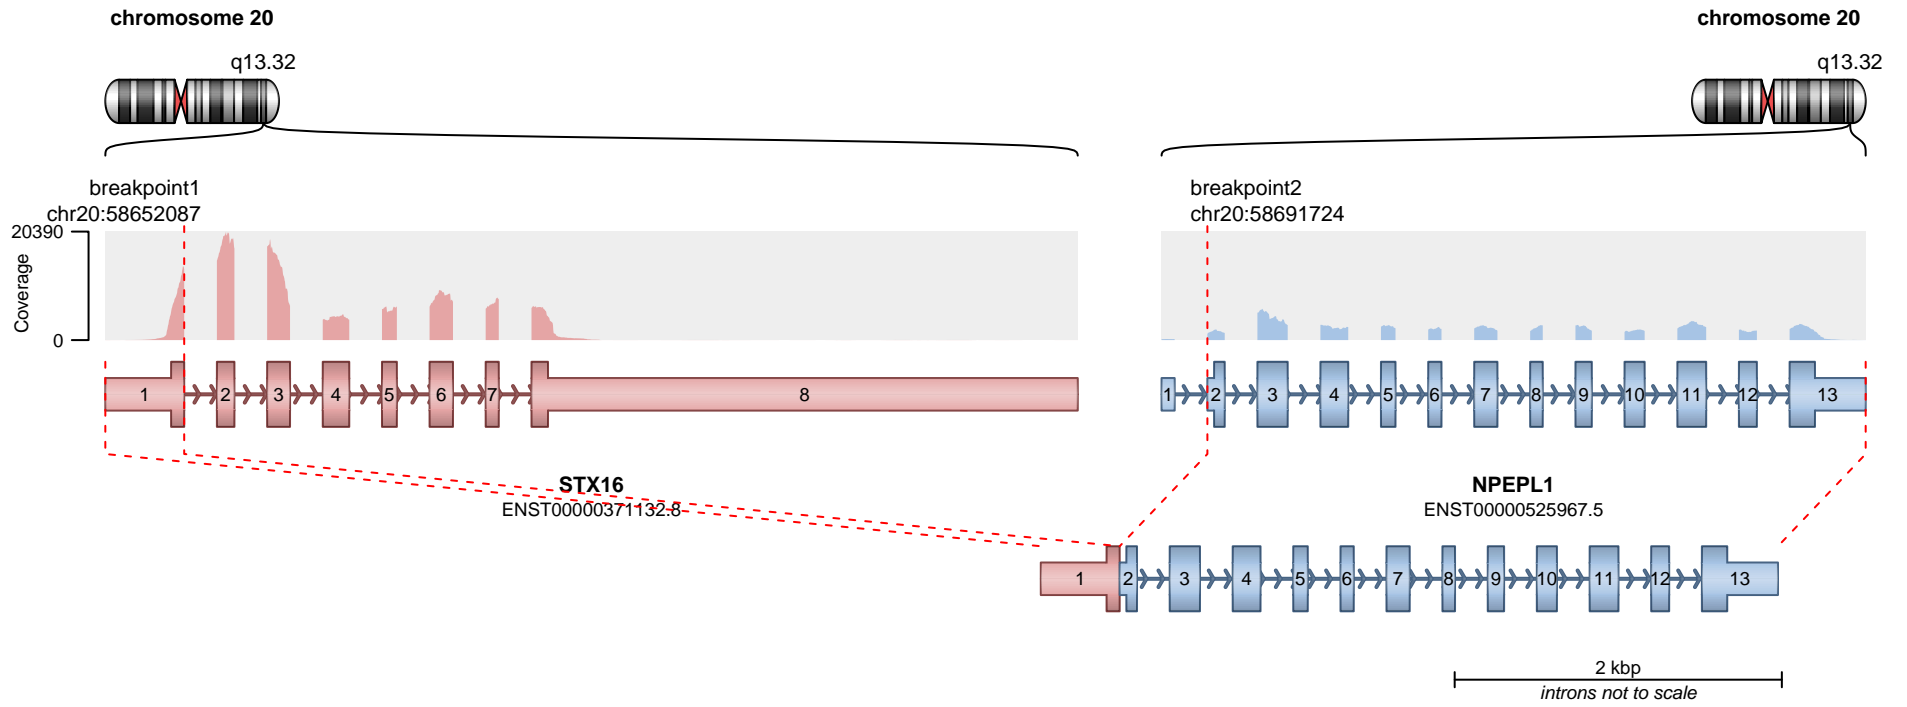 chromosome 20
chromosome 20
q13.32
q13.32
breakpoint1
chr20:58652087
breakpoint2
chr20:58691724
20390
Coverage
0
1 2 3 4 5 6 7 8
1 2 3 4 5 6 7 8 9 10 11 12 13
STX16
ENST00000371132.8
NPEPL1
ENST00000525967.5
1 2 3 4 5 6 7 8 9 10 11 12 13
2 kbp
introns not to scale